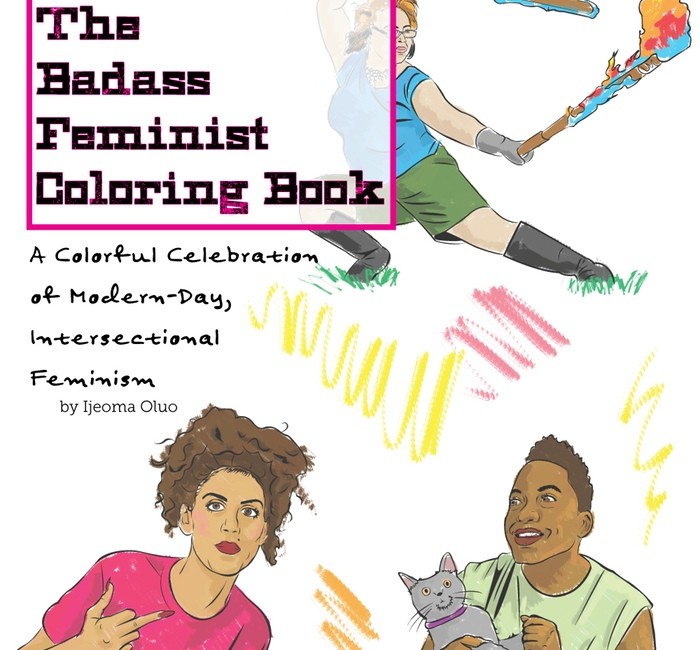 The
Badass
Feminist
Coloring Book
A Colorful Celebration
of Modern-Day,
Intersectional
Feminism
by Ijeoma Oluo